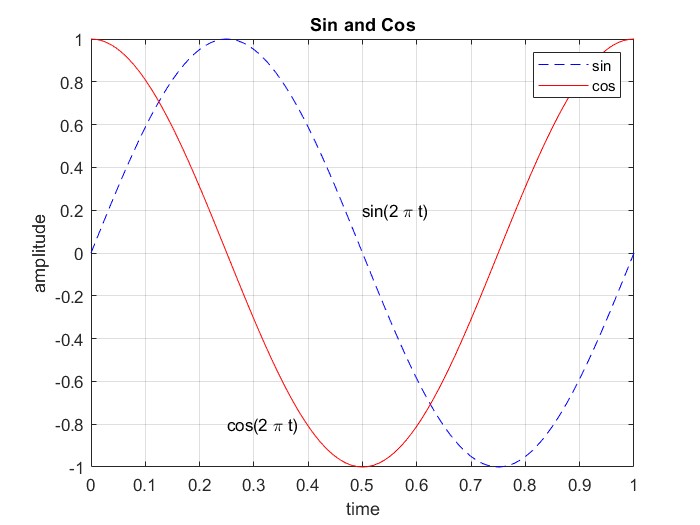 Sin and Cos
1
0.8
0.6
0.4
0.2
0
-0.2
-0.4
-0.6
-0.8
-1
amplitude
sin
cos
sin(2 π t)
cos(2 π t)
0 0.1 0.2 0.3 0.4 0.5 0.6 0.7 0.8 0.9 1
time